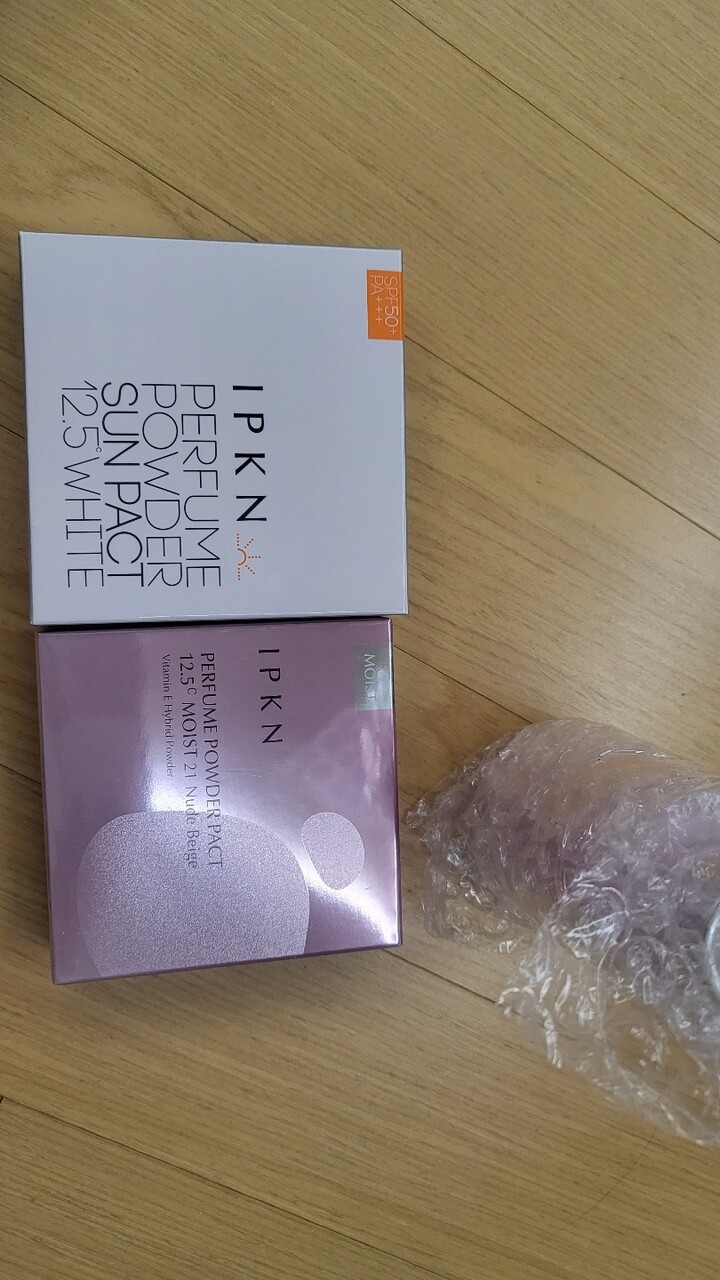 SPF50+
PA+++
IPKN
PERFUME
POWDER
SUN PACT
12.5° WHITE
MOIST
IPKN
PERFUME POWDER PACT
12.5° MOIST 21 Nude Beige
Vitamin E Hybrid Powder